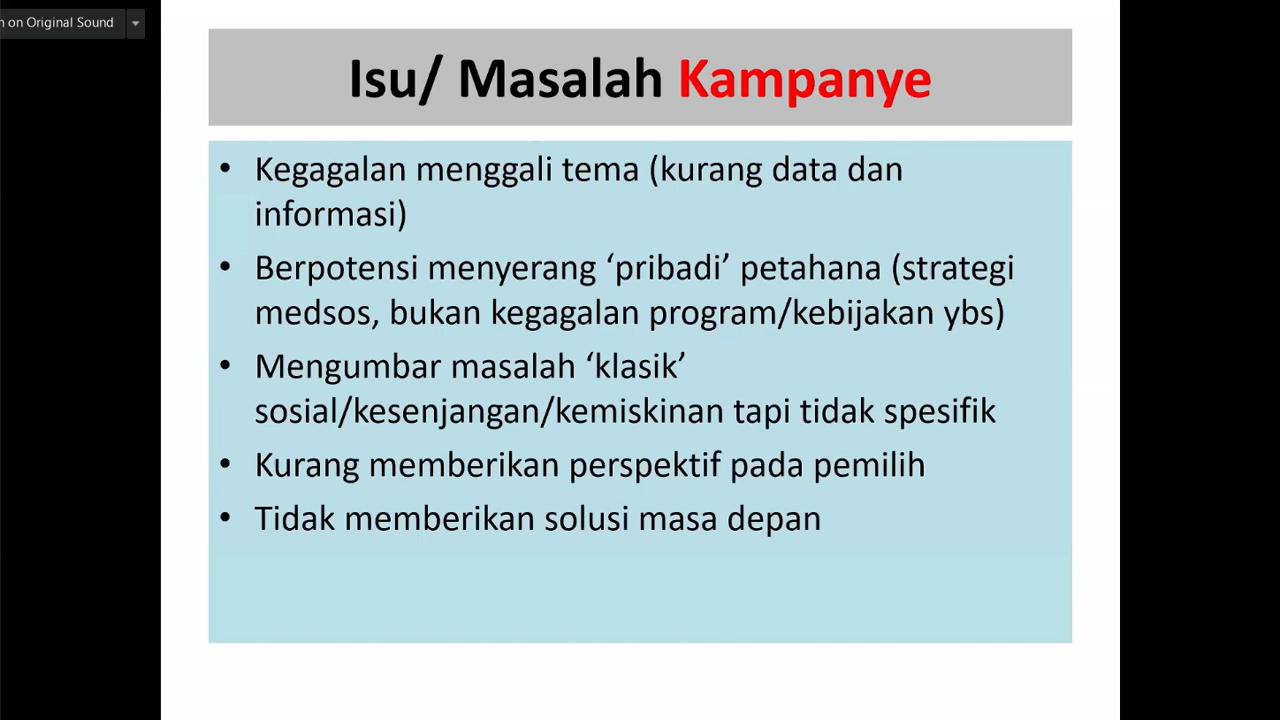 on Original Sound
Isu/ Masalah Kampanye
• Kegagalan menggali tema (kurang data dan
informasi)
• Berpotensi menyerang ‘pribadi’ petahana (strategi
medsos, bukan kegagalan program/kebijakan ybs)
• Mengumbar masalah ‘klasik’
sosial/kesenjangan/kemiskinan tapi tidak spesifik
• Kurang memberikan perspektif pada pemilih
• Tidak memberikan solusi masa depan